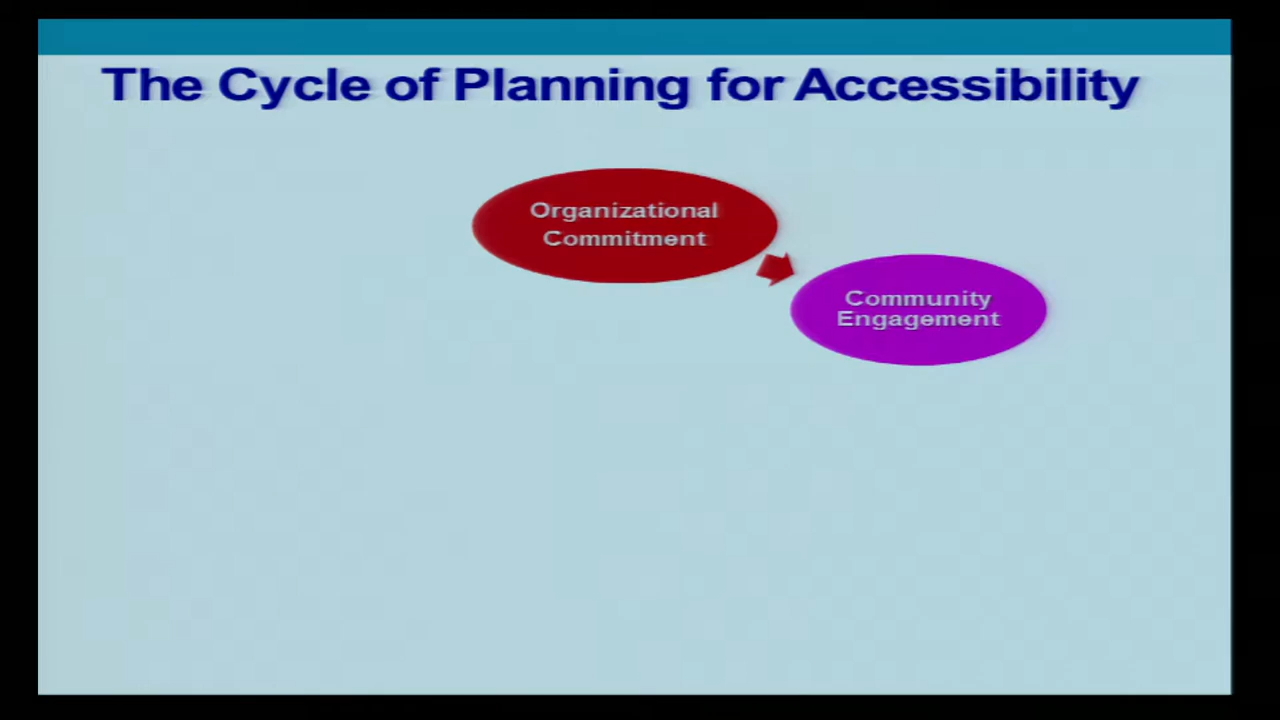 The Cycle of Planning for Accessibility
Organizational
Commitment
Community
Engagement